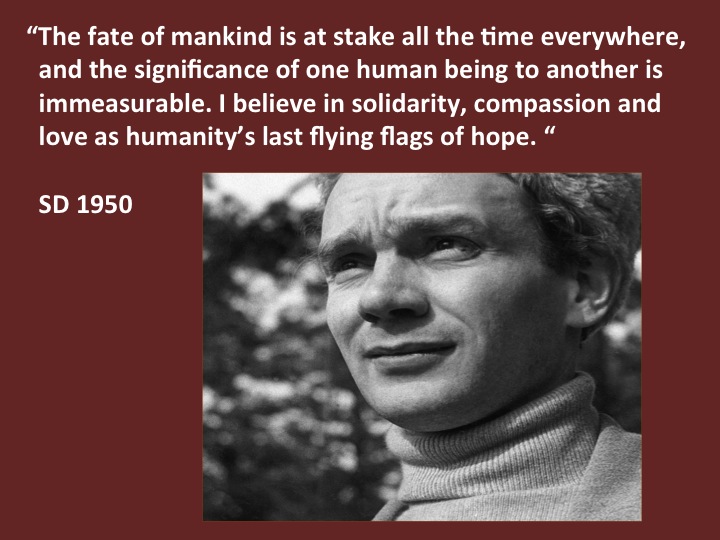 “The fate of mankind is at stake all the time everywhere,
and the significance of one human being to another is
immeasurable. I believe in solidarity, compassion and
love as humanity’s last flying flags of hope. “
SD 1950